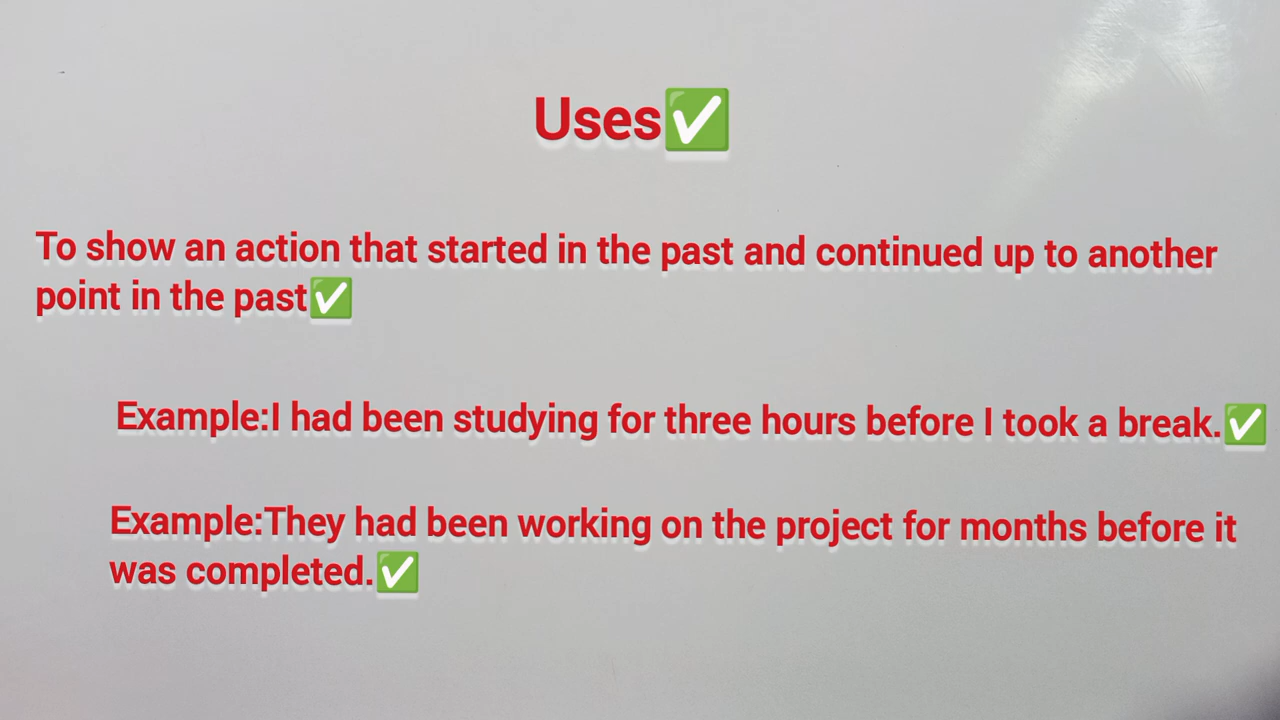 Uses✅
To show an action that started in the past and continued up to another
point in the past✅
Example:I had been studying for three hours before I took a break.✅
Example:They had been working on the project for months before it
was completed.✅